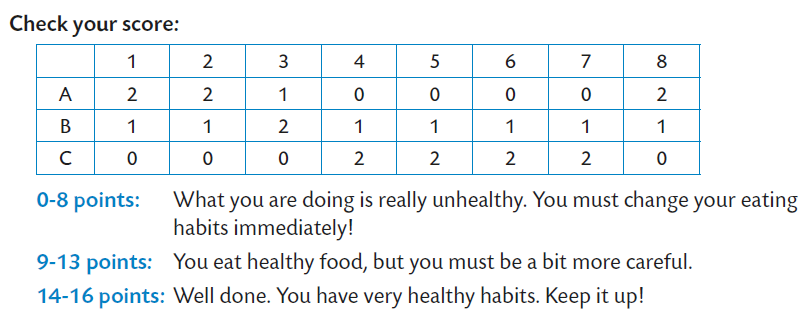 Check your score:
1 2 3 4 5 6 7 8
A 2 2 1 0 0 0 0 2
B 1 1 2 1 1 1 1 1
C 0 0 0 2 2 2 2 0
0-8 points: What you are doing is really unhealthy. You must change your eating
habits immediately!
9-13 points: You eat healthy food, but you must be a bit more careful.
14-16 points: Well done. You have very healthy habits. Keep it up!